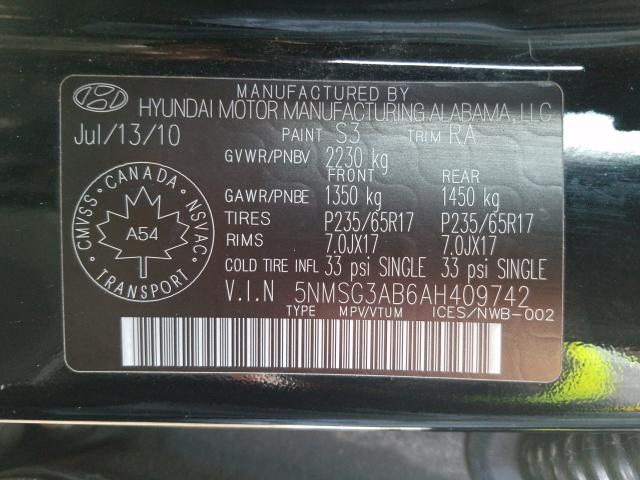 MANUFACTURED BY
HYUNDAI MOTOR MANUFACTURING ALABAMA, LLC
Jul/13/10 PAINT S3 TRIM RA
GVWR/PNBV 2230 kg
FRONT REAR
GAWR/PNBE 1350 kg 1450 kg
TIRES P235/65R17 P235/65R17
RIMS 7.0JX17 7.0JX17
COLD TIRE INFL 33 psi SINGLE 33 psi SINGLE
V.I.N 5NMSG3AB6AH409742
TYPE MPV/VTUM ICES/NWB-002
CMVSS CANADA NSVAC
A54
TRANSPORT